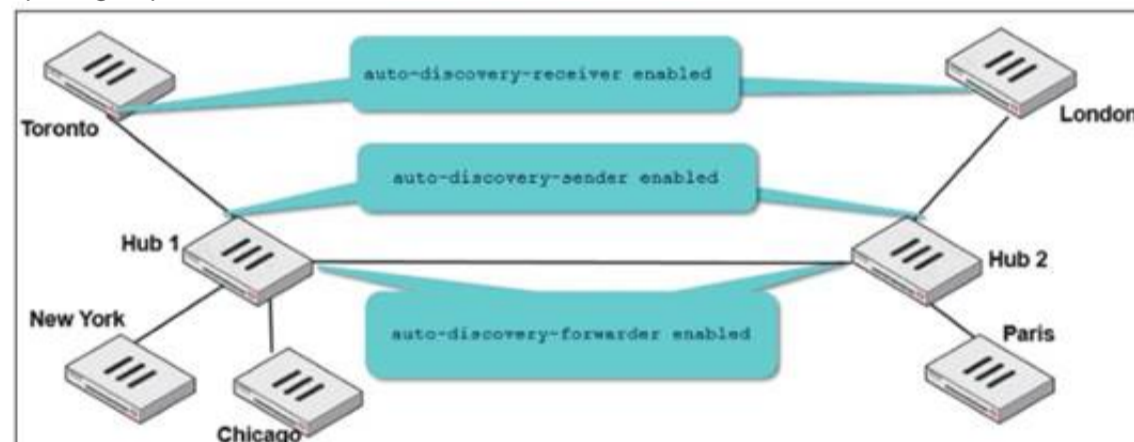 auto-discovery-receiver enabled
Toronto
London
auto-discovery-sender enabled
Hub 1
Hub 2
New York
Paris
auto-discovery-forwarder enabled
Chicago